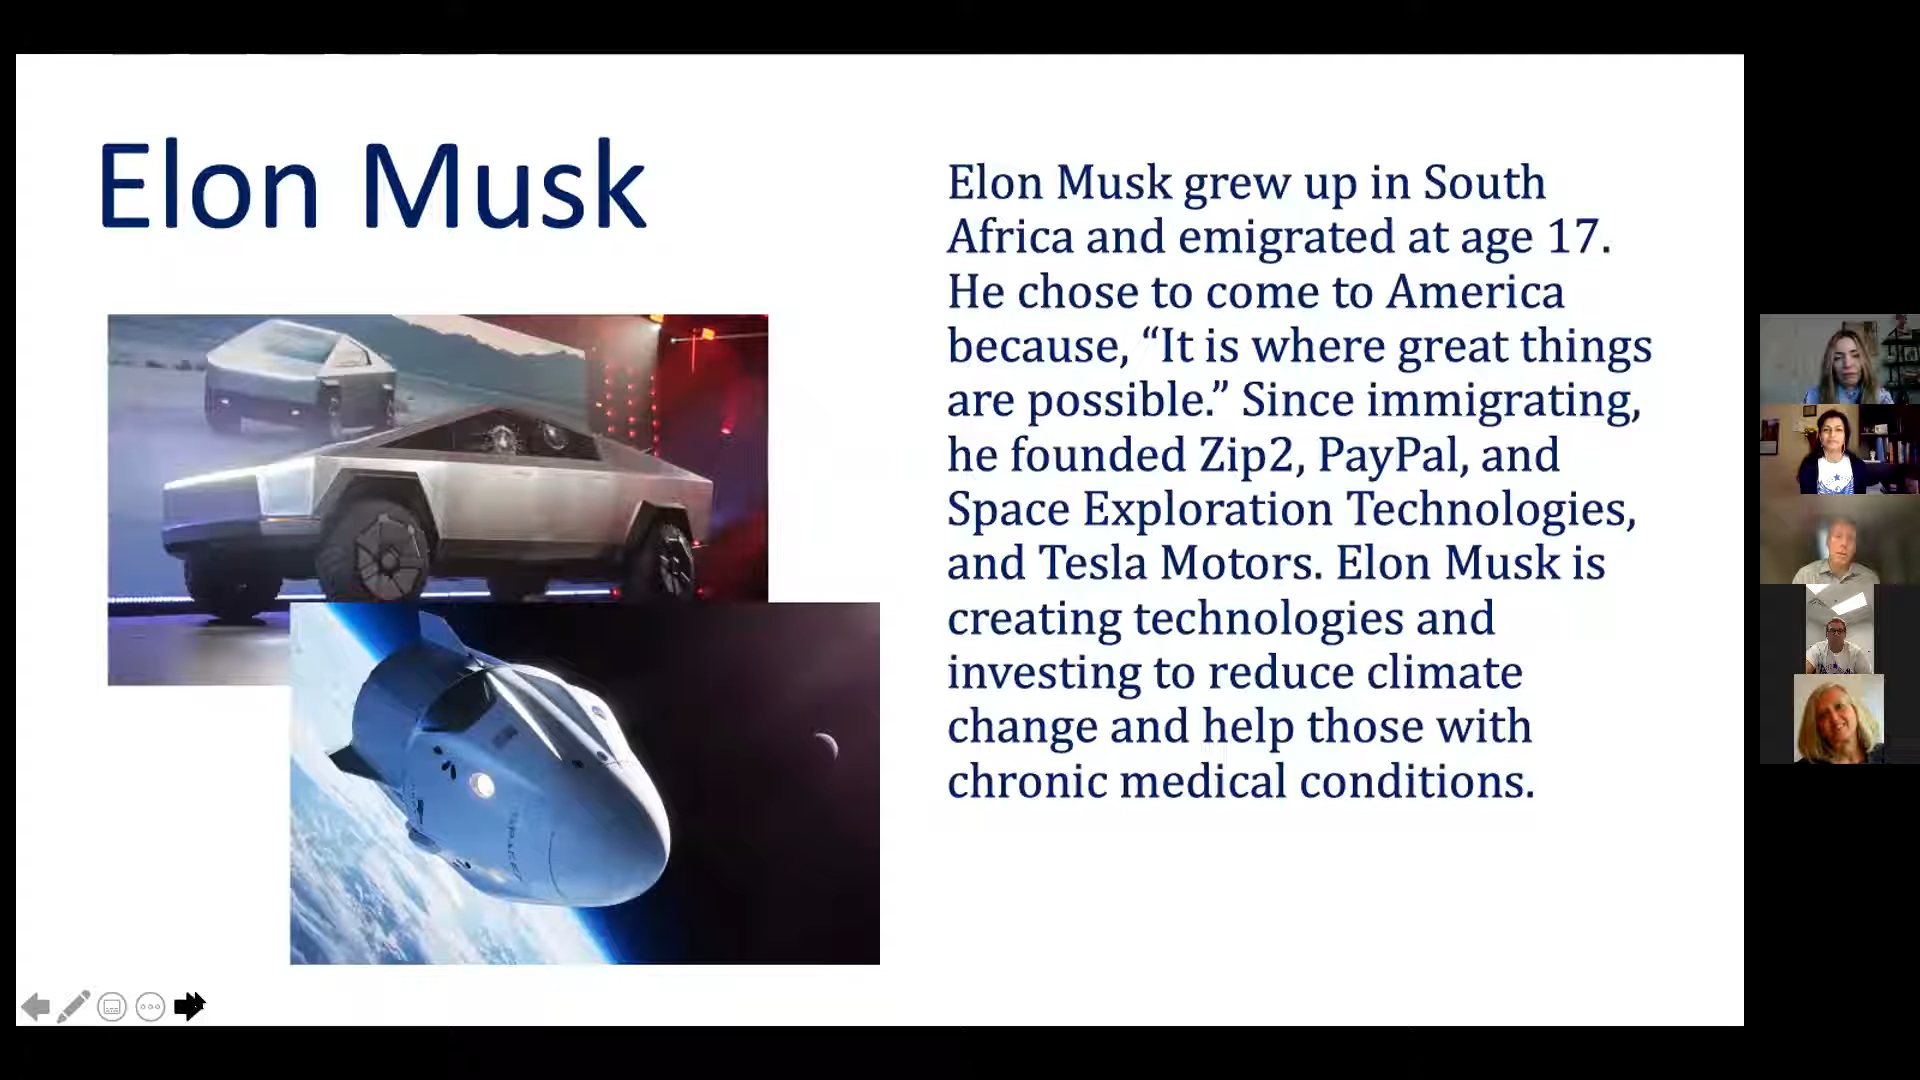 Elon Musk
Elon Musk grew up in South
Africa and emigrated at age 17.
He chose to come to America
because, “It is where great things
are possible.” Since immigrating,
he founded Zip2, PayPal, and
Space Exploration Technologies,
and Tesla Motors. Elon Musk is
creating technologies and
investing to reduce climate
change and help those with
chronic medical conditions.